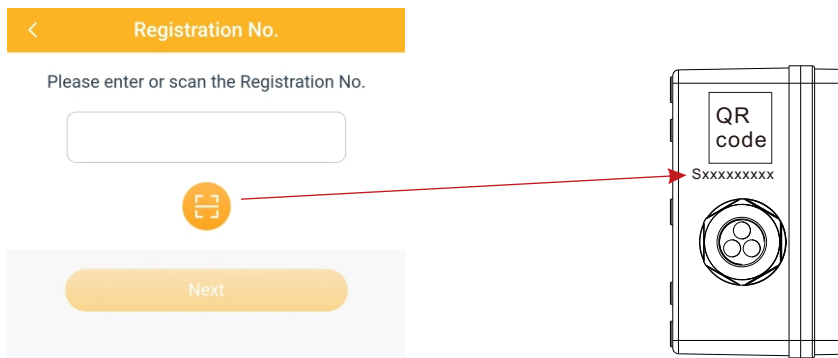 Registration No.
Please enter or scan the Registration No.
Next
QR
code
Sxxxxxxxxx